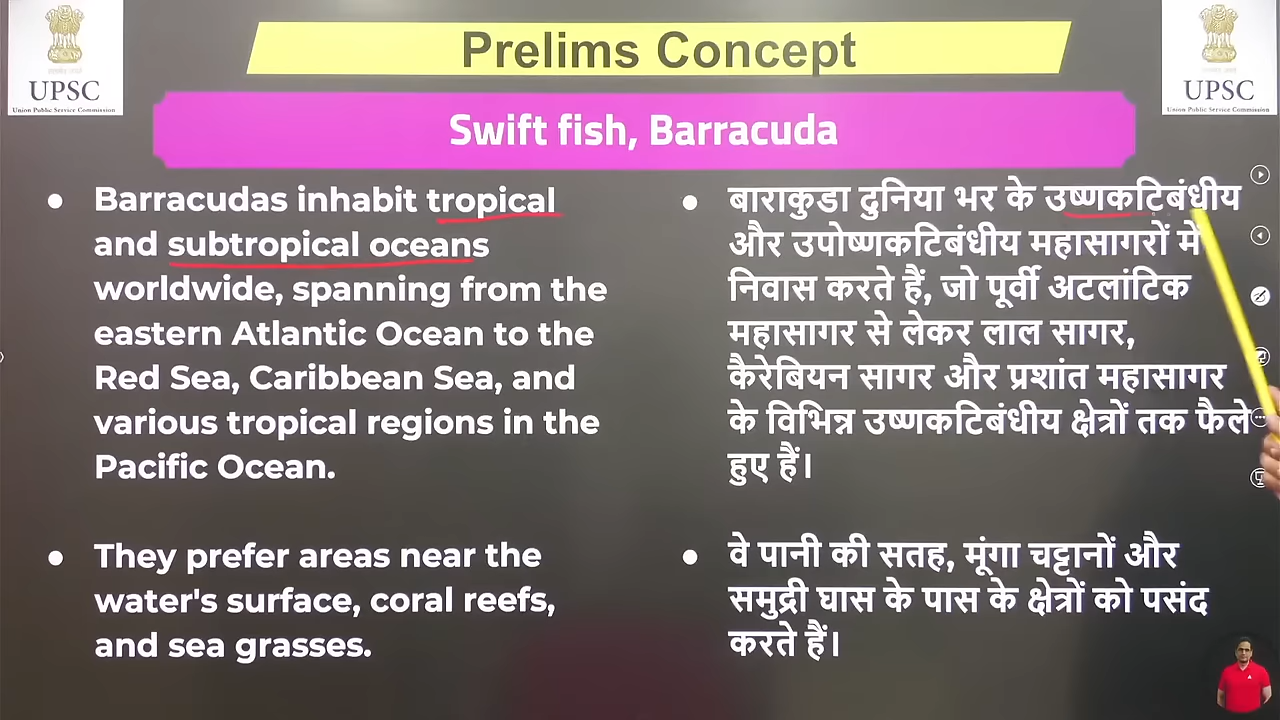 UPSC
Union Public Service Commission
Prelims Concept
UPSC
Union Public Service Commission
Swift fish, Barracuda
Barracudas inhabit tropical
and subtropical oceans
worldwide, spanning from the
eastern Atlantic Ocean to the
Red Sea, Caribbean Sea, and
various tropical regions in the
Pacific Ocean.
They prefer areas near the
water's surface, coral reefs,
and sea grasses.
बाराकुडा दुनिया भर के उष्णकटिबंधीय
और उपोष्णकटिबंधीय महासागरों में
निवास करते हैं, जो पूर्वी अटलांटिक
महासागर से लेकर लाल सागर,
कैरेबियन सागर और प्रशांत महासागर
के विभिन्न उष्णकटिबंधीय क्षेत्रों तक फैले
हुए हैं।
वे पानी की सतह, मूंगा चट्टानों और
समुद्री घास के पास के क्षेत्रों को पसंद
करते हैं।